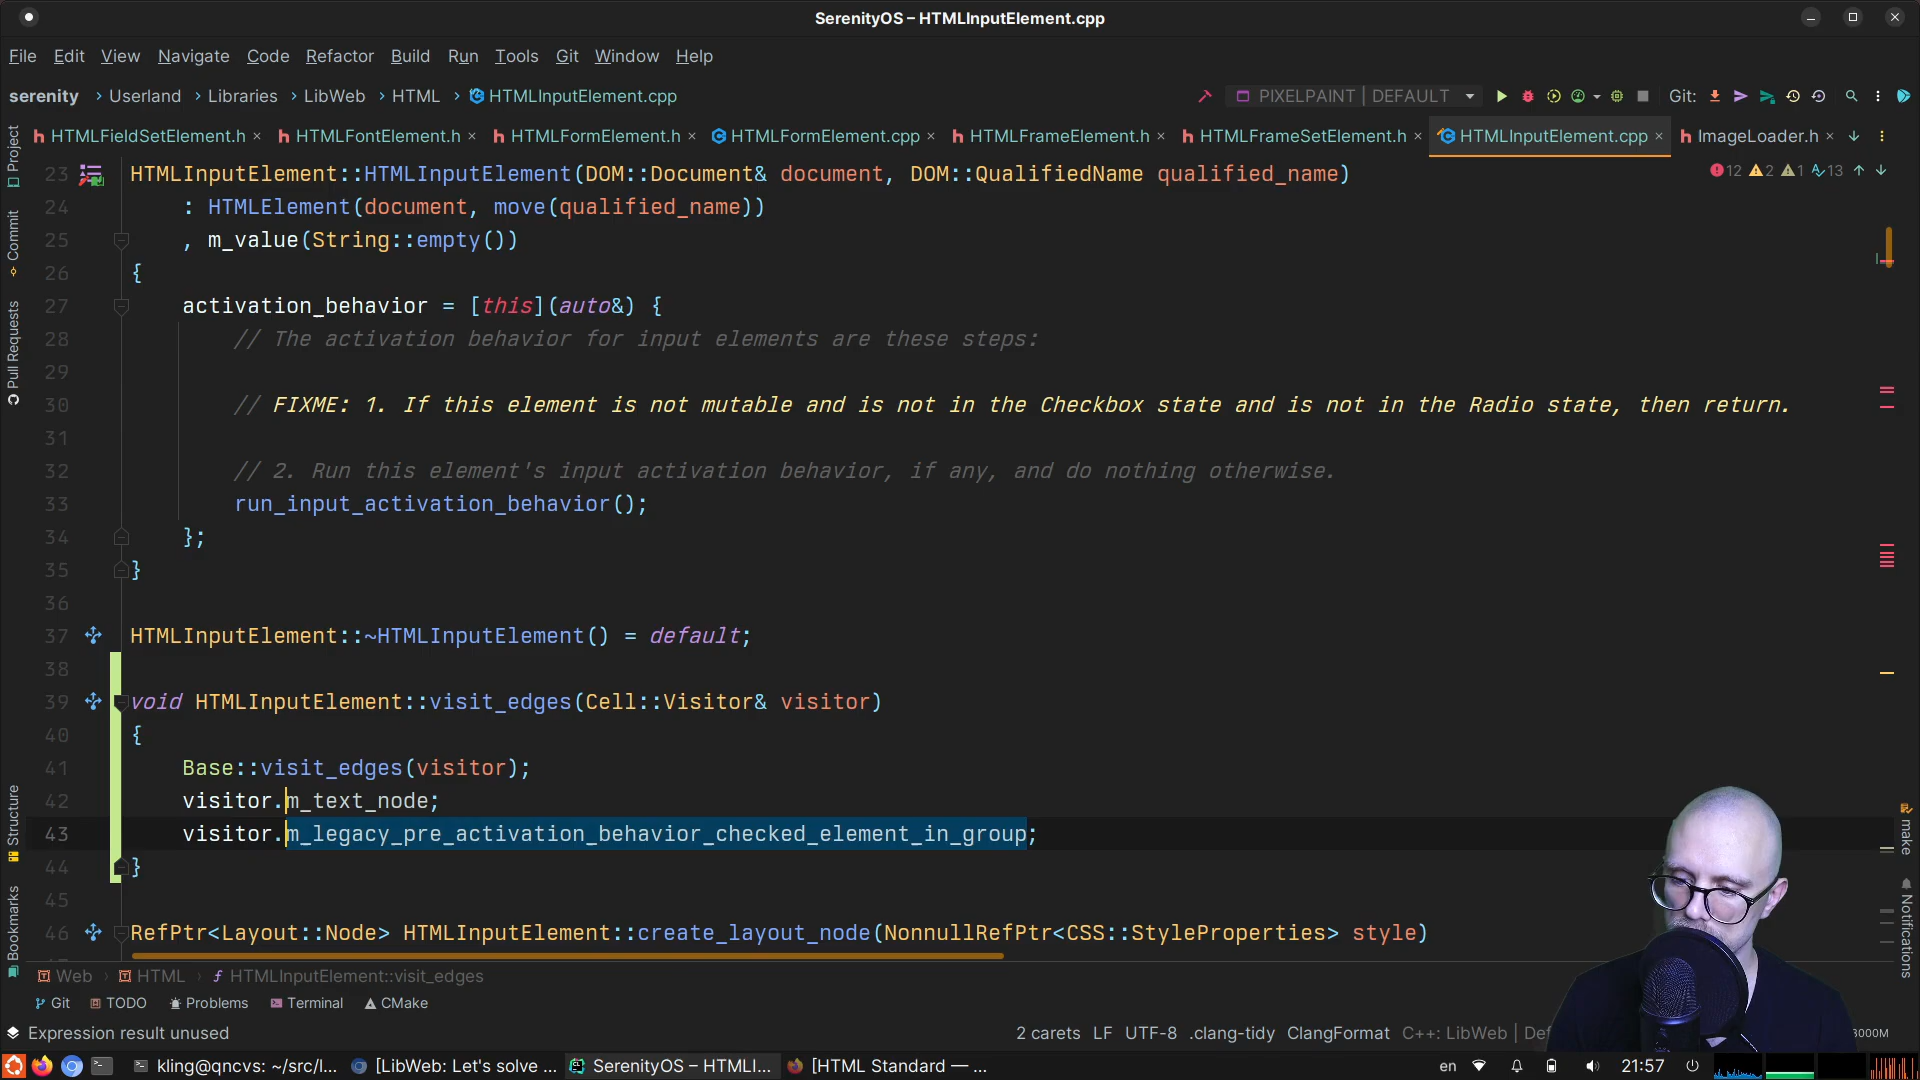 SerenityOS – HTMLInputElement.cpp
File Edit View Navigate Code Refactor Build Run Tools Git Window Help
serenity Userland Libraries LibWeb HTML HTMLInputElement.cpp PIXELPAINT | DEFAULT Git:
HTMLFieldSetElement.h HTMLFontElement.h HTMLFormElement.h HTMLFormElement.cpp HTMLFrameElement.h HTMLFrameSetElement.h HTMLInputElement.cpp ImageLoader.h
12 2 1 13
23 HTMLInputElement::HTMLInputElement(DOM::Document& document, DOM::QualifiedName qualified_name)
24 : HTMLElement(document, move(qualified_name))
25 , m_value(String::empty())
26 {
27 activation_behavior = [this](auto&) {
28 // The activation behavior for input elements are these steps:
29
30 // FIXME: 1. If this element is not mutable and is not in the Checkbox state and is not in the Radio state, then return.
31
32 // 2. Run this element's input activation behavior, if any, and do nothing otherwise.
33 run_input_activation_behavior();
34 };
35 }
36
37 HTMLInputElement::~HTMLInputElement() = default;
38
39 void HTMLInputElement::visit_edges(Cell::Visitor& visitor)
40 {
41 Base::visit_edges(visitor);
42 visitor.m_text_node;
43 visitor.m_legacy_pre_activation_behavior_checked_element_in_group;
44 }
45
46 RefPtr<Layout::Node> HTMLInputElement::create_layout_node(NonnullRefPtr<CSS::StyleProperties> style)
Project
Commit
Pull Requests
Structure
Bookmarks
make
Notifications
Web HTML HTMLInputElement::visit_edges
Git TODO Problems Terminal CMake
Expression result unused 2 carets LF UTF-8 .clang-tidy ClangFormat C++: LibWeb |
kling@qncvs: ~/src/l... [LibWeb: Let's solve ... SerenityOS – HTMLI... [HTML Standard — ... en 21:57